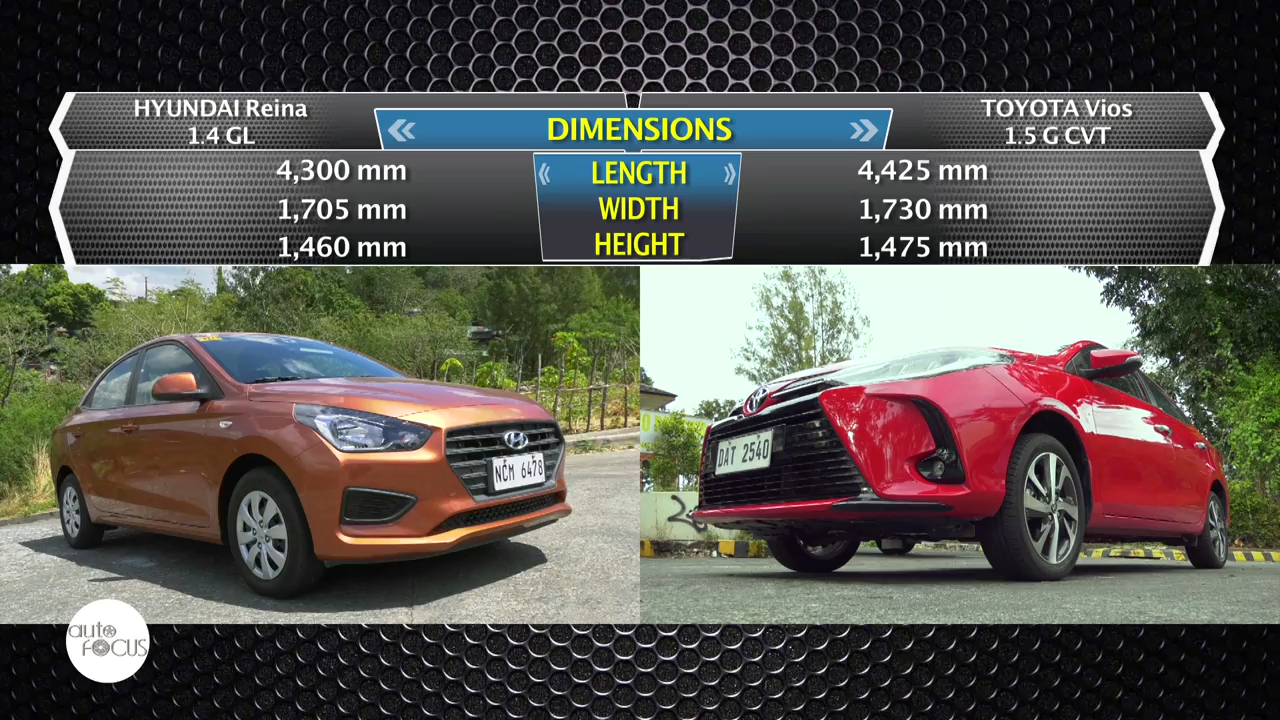 HYUNDAI Reina
1.4 GL
DIMENSIONS
TOYOTA Vios
1.5 G CVT
4,300 mm
LENGTH
4,425 mm
1,705 mm
WIDTH
1,730 mm
1,460 mm
HEIGHT
1,475 mm
NCM 6478
DAT 2540
auto
FOCUS